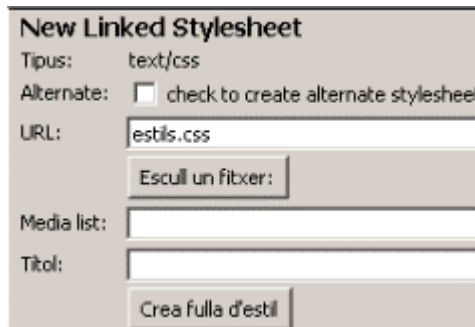 New Linked Stylesheet
Tipus: text/css
Alternate: check to create alternate stylesheet
URL: estils.css
Escull un fitxer:
Media list:
Títol:
Crea fulla d'estil